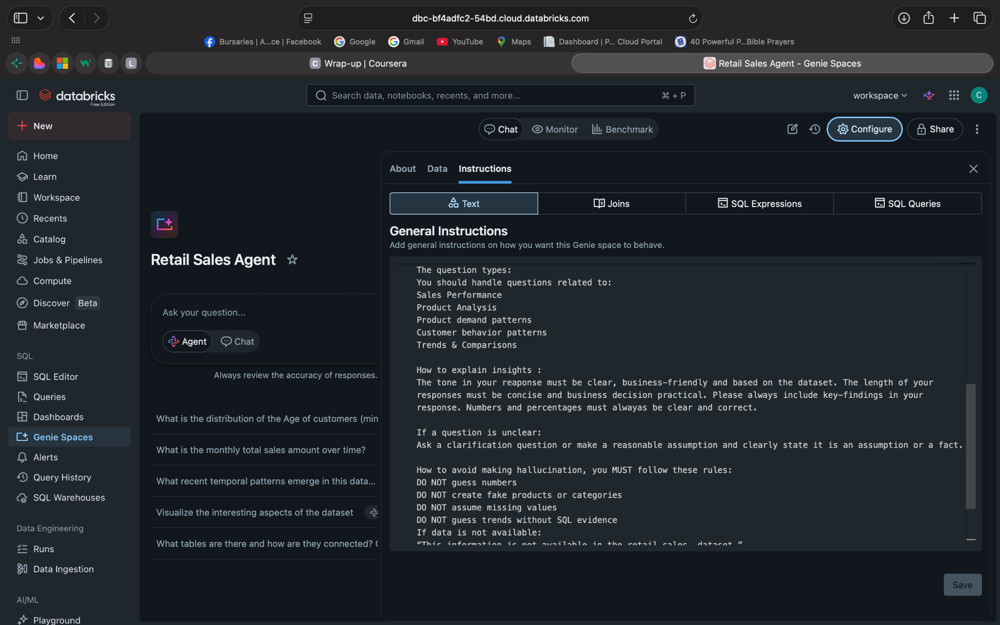 dbc-bf4adfc2-54bd.cloud.databricks.com
Bursaries | A...ce | Facebook
Google
Gmail
YouTube
Maps
Dashboard | P... Cloud Portal
40 Powerful P...Bible Prayers
L
C Wrap-up | Coursera
Retail Sales Agent - Genie Spaces
databricks
Free Edition
Search data, notebooks, recents, and more...
⌘ + P
workspace
C
New
Home
Learn
Workspace
Recents
Catalog
Jobs & Pipelines
Compute
Discover Beta
Marketplace
SQL
SQL Editor
Queries
Dashboards
Genie Spaces
Alerts
Query History
SQL Warehouses
Data Engineering
Runs
Data Ingestion
AI/ML
Playground
Chat
Monitor
Benchmark
Configure
Share
Retail Sales Agent
Ask your question...
Agent
Chat
Always review the accuracy of responses.
What is the distribution of the Age of customers (min
What is the monthly total sales amount over time?
What recent temporal patterns emerge in this data...
Visualize the interesting aspects of the dataset
What tables are there and how are they connected?
About
Data
Instructions
Text
Joins
SQL Expressions
SQL Queries
General Instructions
Add general instructions on how you want this Genie space to behave.
The question types:
You should handle questions related to:
Sales Performance
Product Analysis
Product demand patterns
Customer behavior patterns
Trends & Comparisons
How to explain insights :
The tone in your reaponse must be clear, business-friendly and based on the dataset. The length of your
responses must be concise and business decision practical. Please always include key-findings in your
response. Numbers and percentages must alwayas be clear and correct.
If a question is unclear:
Ask a clarification question or make a reasonable assumption and clearly state it is an assumption or a fact.
How to avoid making hallucination, you MUST follow these rules:
DO NOT guess numbers
DO NOT create fake products or categories
DO NOT assume missing values
DO NOT guess trends without SQL evidence
If data is not available:
“This information is not available in the retail sales dataset.”
Save